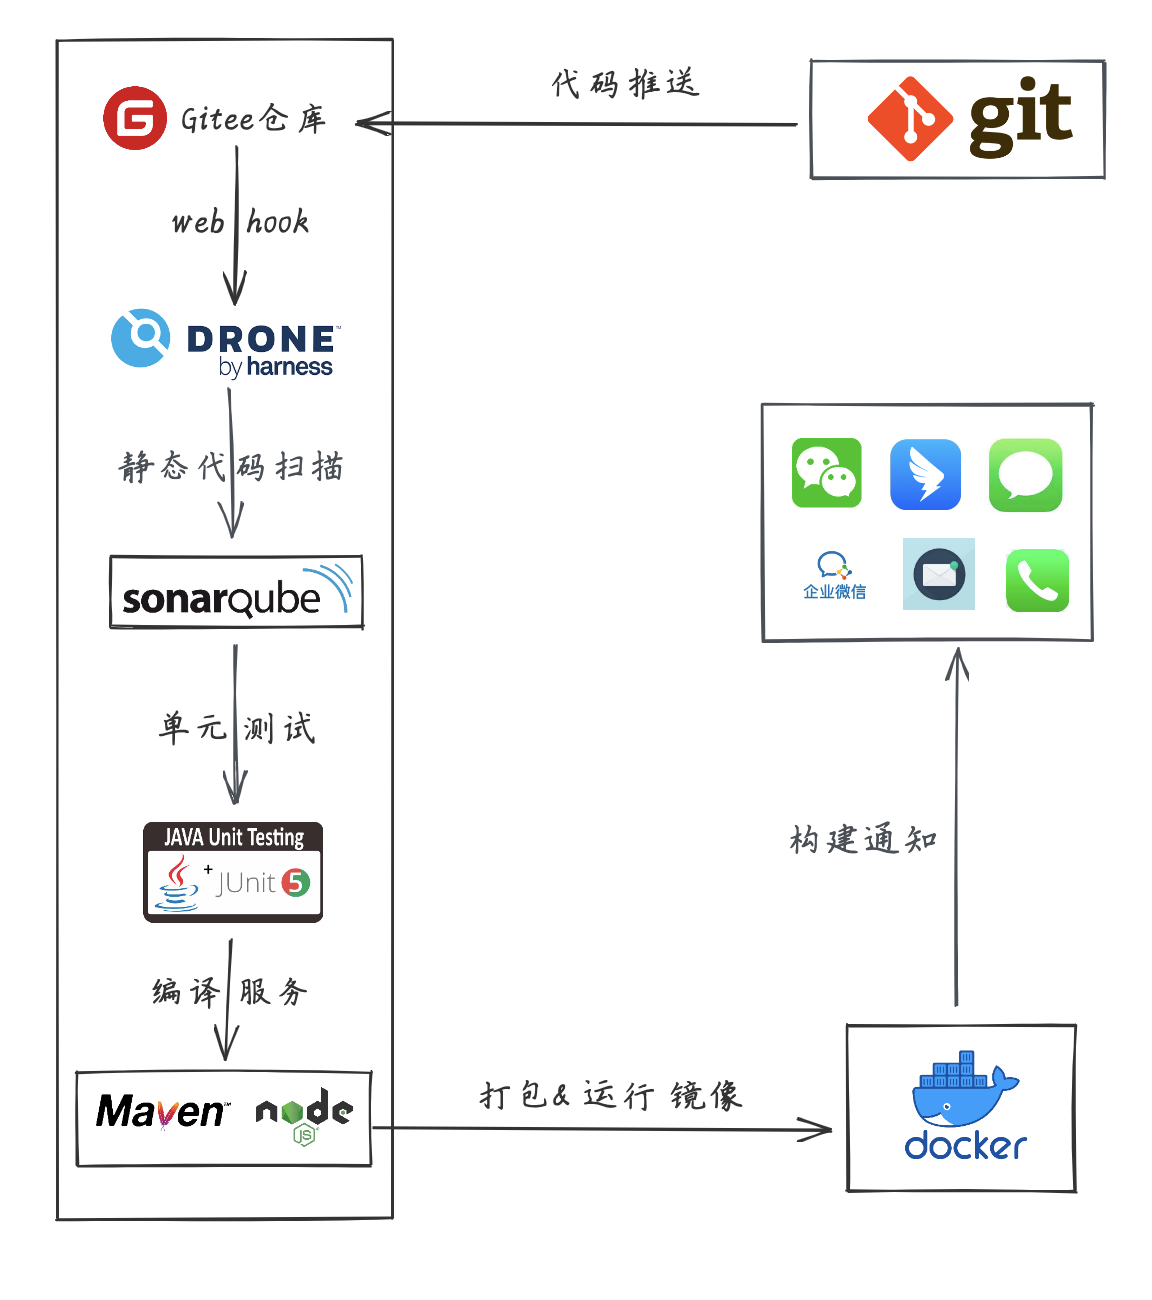 代码推送
git
Gitee仓库
web hook
DRONE™
by harness
静态代码扫描
sonarqube
单元测试
JAVA Unit Testing
+ JUnit 5
编译服务
Maven™
node
JS
打包&运行 镜像
docker
构建通知
企业微信